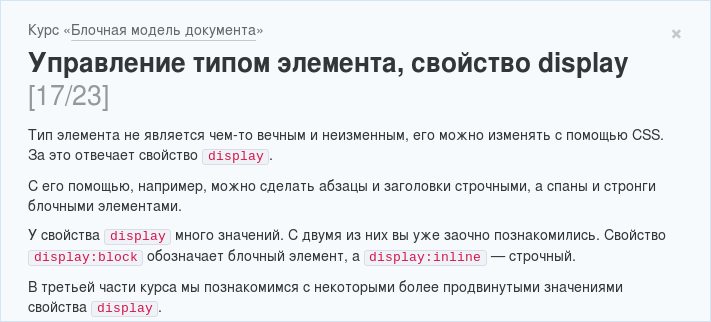 Курс «Блочная модель документа»
×
Управление типом элемента, свойство display
[17/23]
Тип элемента не является чем-то вечным и неизменным, его можно изменять с помощью CSS.
За это отвечает свойство display.
С его помощью, например, можно сделать абзацы и заголовки строчными, а спаны и стронги
блочными элементами.
У свойства display много значений. С двумя из них вы уже заочно познакомились. Свойство
display:block обозначает блочный элемент, а display:inline — строчный.
В третьей части курса мы познакомимся с некоторыми более продвинутыми значениями
свойства display.